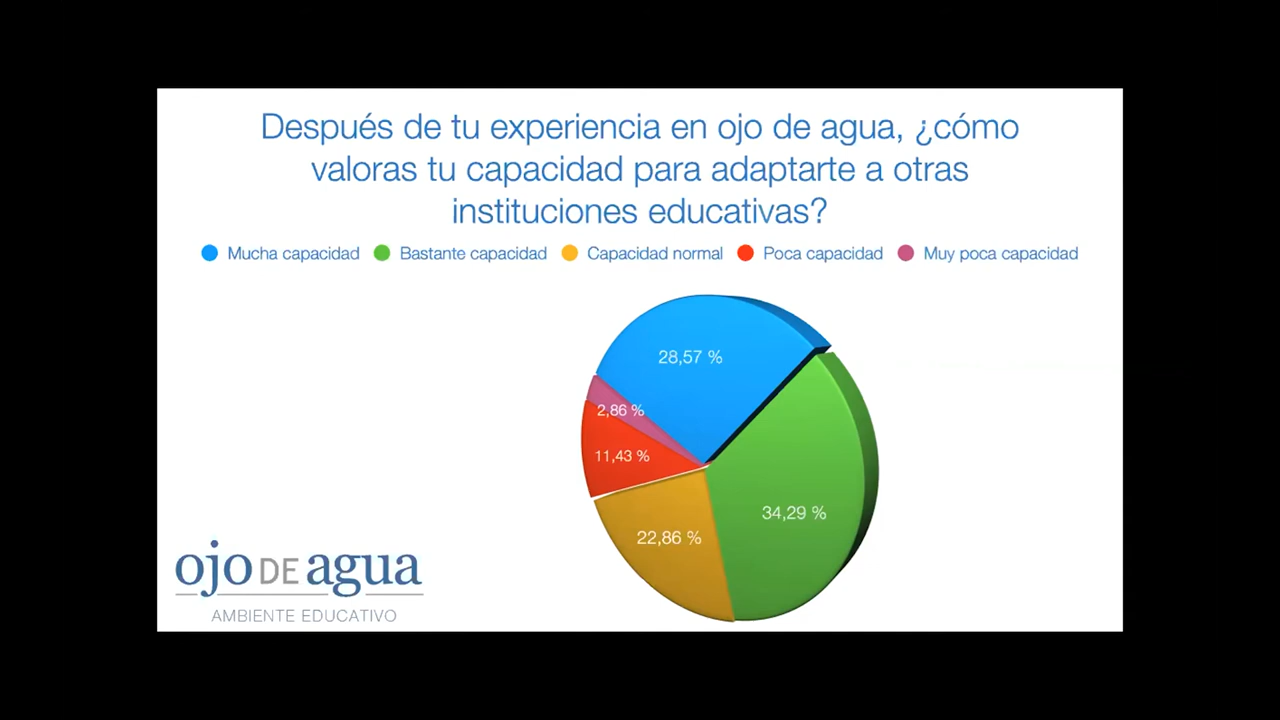 Después de tu experiencia en ojo de agua, ¿cómo
valoras tu capacidad para adaptarte a otras
instituciones educativas?
Mucha capacidad Bastante capacidad Capacidad normal Poca capacidad Muy poca capacidad
28,57 %
2,86 %
11,43 %
34,29 %
22,86 %
ojo DE agua
AMBIENTE EDUCATIVO